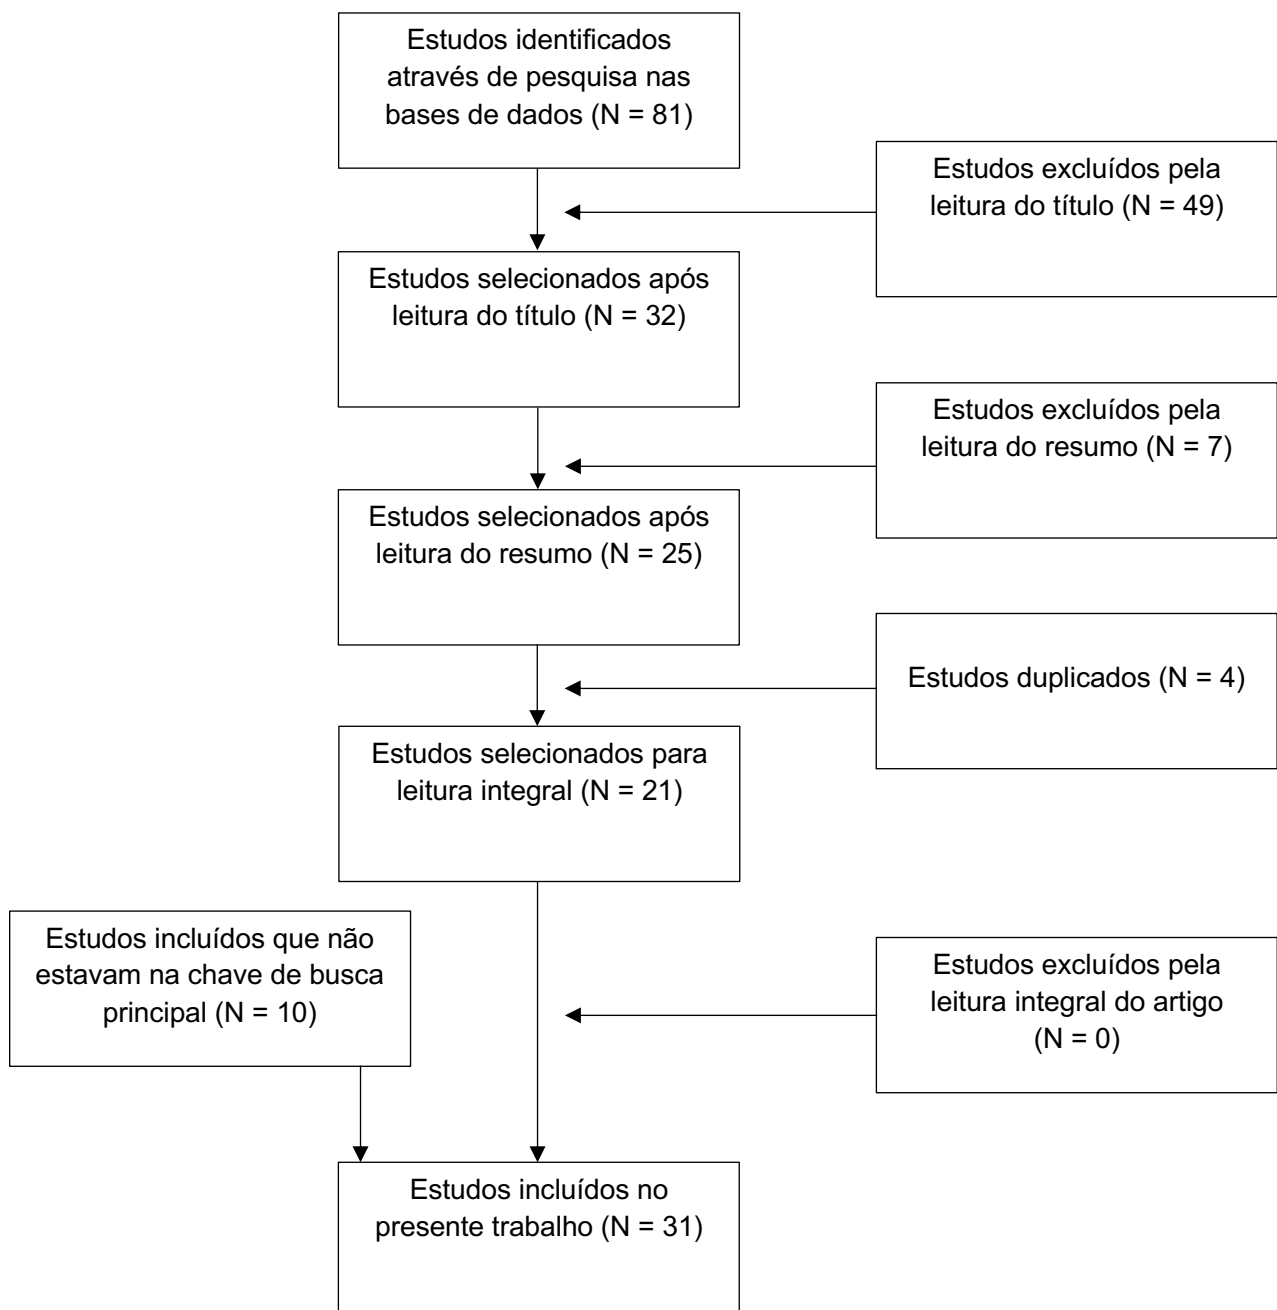 Estudos identificados
através de pesquisa nas
bases de dados (N = 81)
Estudos excluídos pela
leitura do título (N = 49)
Estudos selecionados após
leitura do título (N = 32)
Estudos excluídos pela
leitura do resumo (N = 7)
Estudos selecionados após
leitura do resumo (N = 25)
Estudos duplicados (N = 4)
Estudos selecionados para
leitura integral (N = 21)
Estudos incluídos que não
estavam na chave de busca
principal (N = 10)
Estudos excluídos pela
leitura integral do artigo
(N = 0)
Estudos incluídos no
presente trabalho (N = 31)